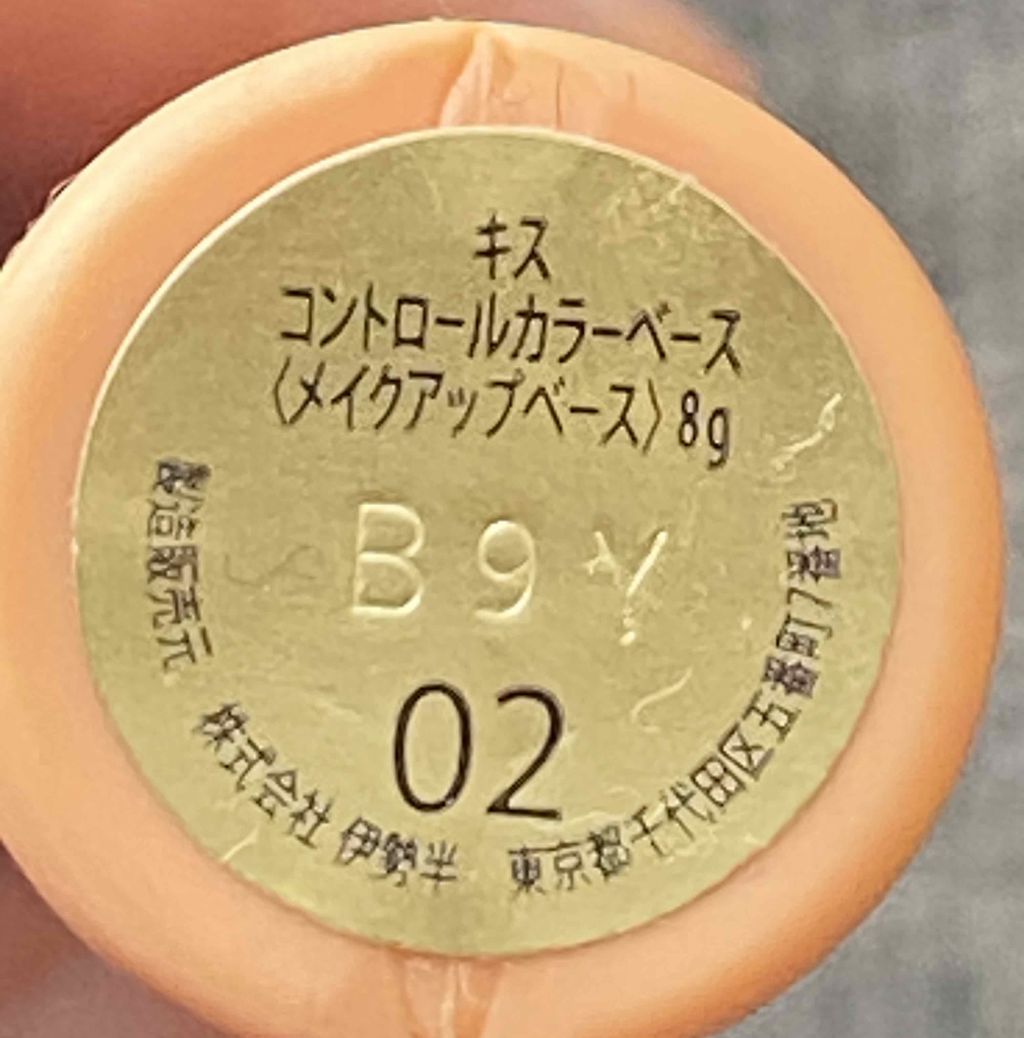 キス
コントロールカラーベース
〈メイクアップベース〉8g
B9Y
02
製造販売元 株式会社 伊勢半 東京都千代田区五番町7番地